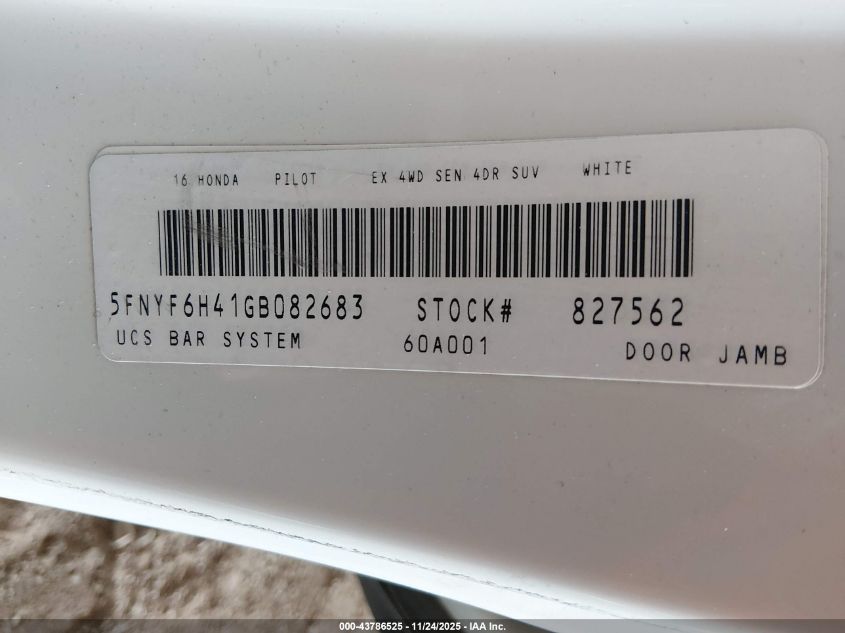 16 HONDA PILOT EX 4WD SEN 4DR SUV WHITE
5FNYF6H41GB082683 STOCK# 827562
UCS BAR SYSTEM 60A001 DOOR JAMB
000-43786525 - 11/24/2025 - IAA Inc.